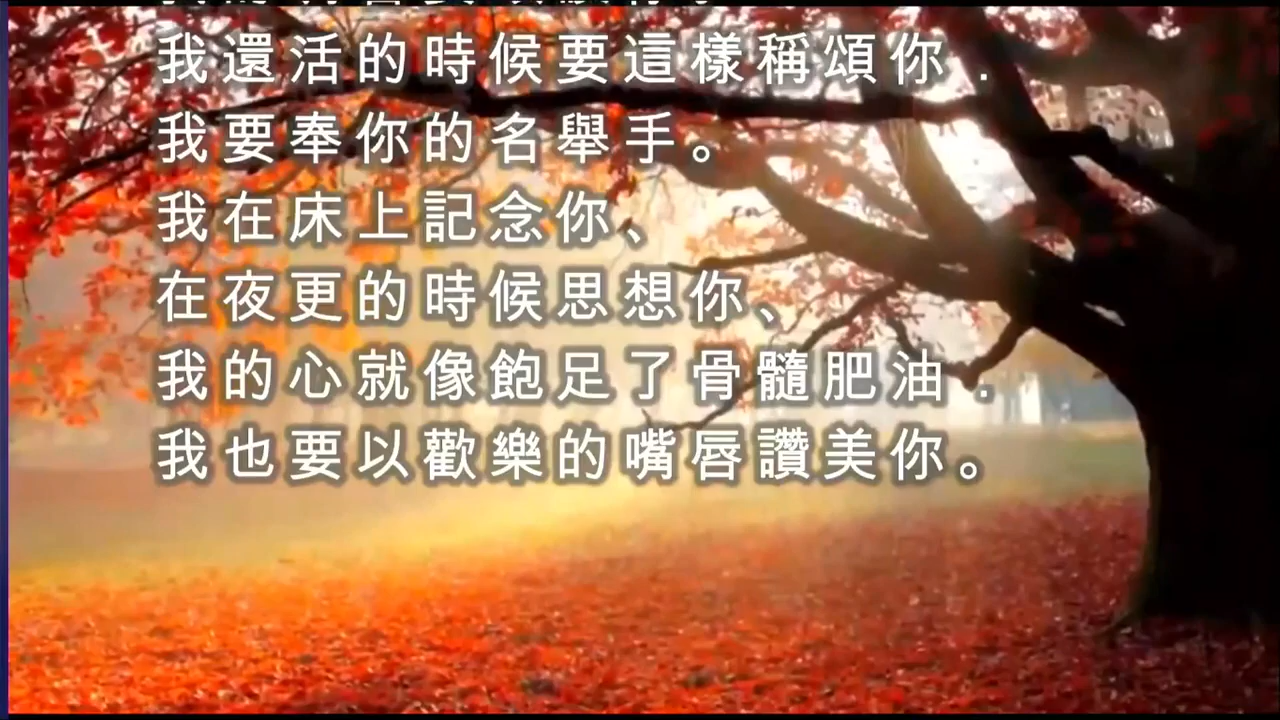 我還活的時候要這樣稱頌你．
我要奉你的名舉手。
我在床上記念你、
在夜更的時候思想你、
我的心就像飽足了骨髓肥油．
我也要以歡樂的嘴唇讚美你。